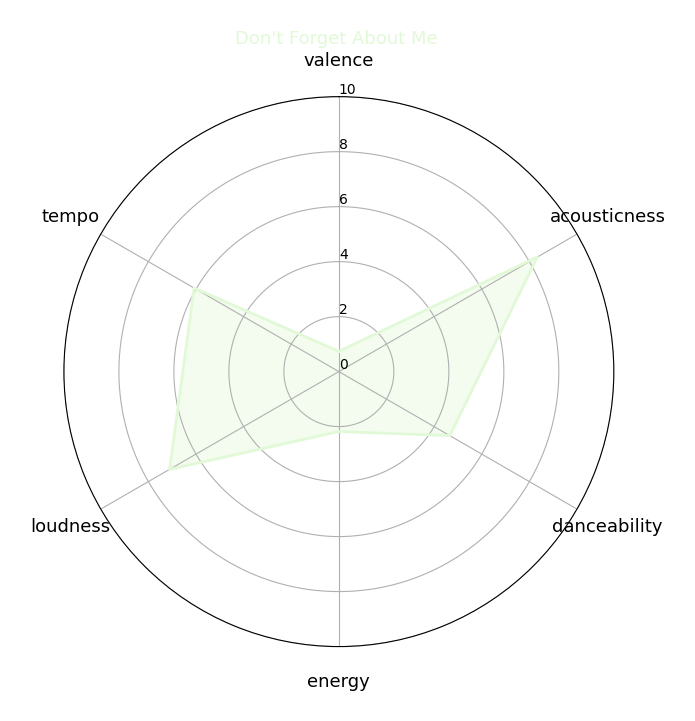 Don't Forget About Me
valence
10
8
6
4
2
0
tempo
acousticness
loudness
danceability
energy